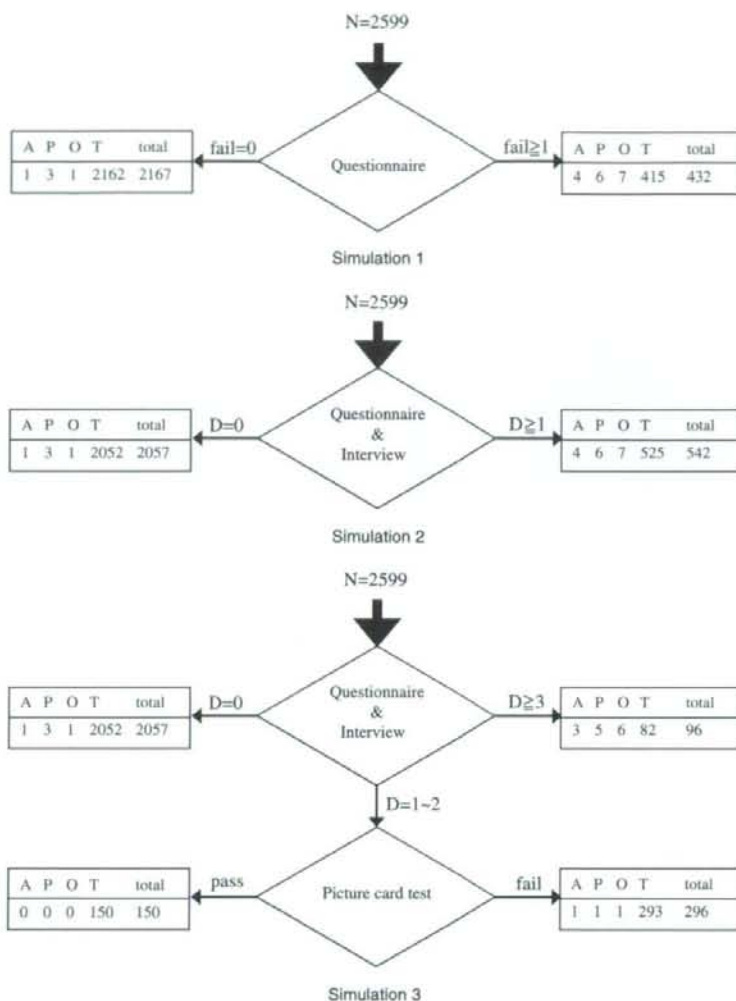 N=2599
A P O T total
1 3 1 2162 2167
fail=0
Questionnaire
fail≧1
A P O T total
4 6 7 415 432
Simulation 1
N=2599
A P O T total
1 3 1 2052 2057
D=0
Questionnaire
&
Interview
D≧1
A P O T total
4 6 7 525 542
Simulation 2
N=2599
A P O T total
1 3 1 2052 2057
D=0
Questionnaire
&
Interview
D≧3
A P O T total
3 5 6 82 96
D=1~2
A P O T total
0 0 0 150 150
pass
Picture card test
fail
A P O T total
1 1 1 293 296
Simulation 3